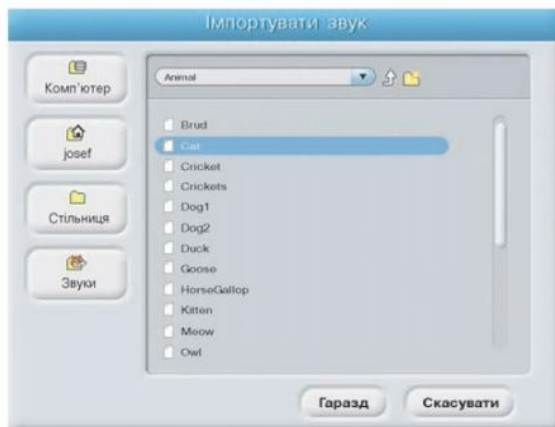 Імпортувати звук
Комп'ютер
josef
Стільниця
Звуки
Animal
Brud
Cat
Cricket
Crickets
Dog1
Dog2
Duck
Goose
HorseGallop
Kitten
Meow
Owl
Гаразд
Скасувати